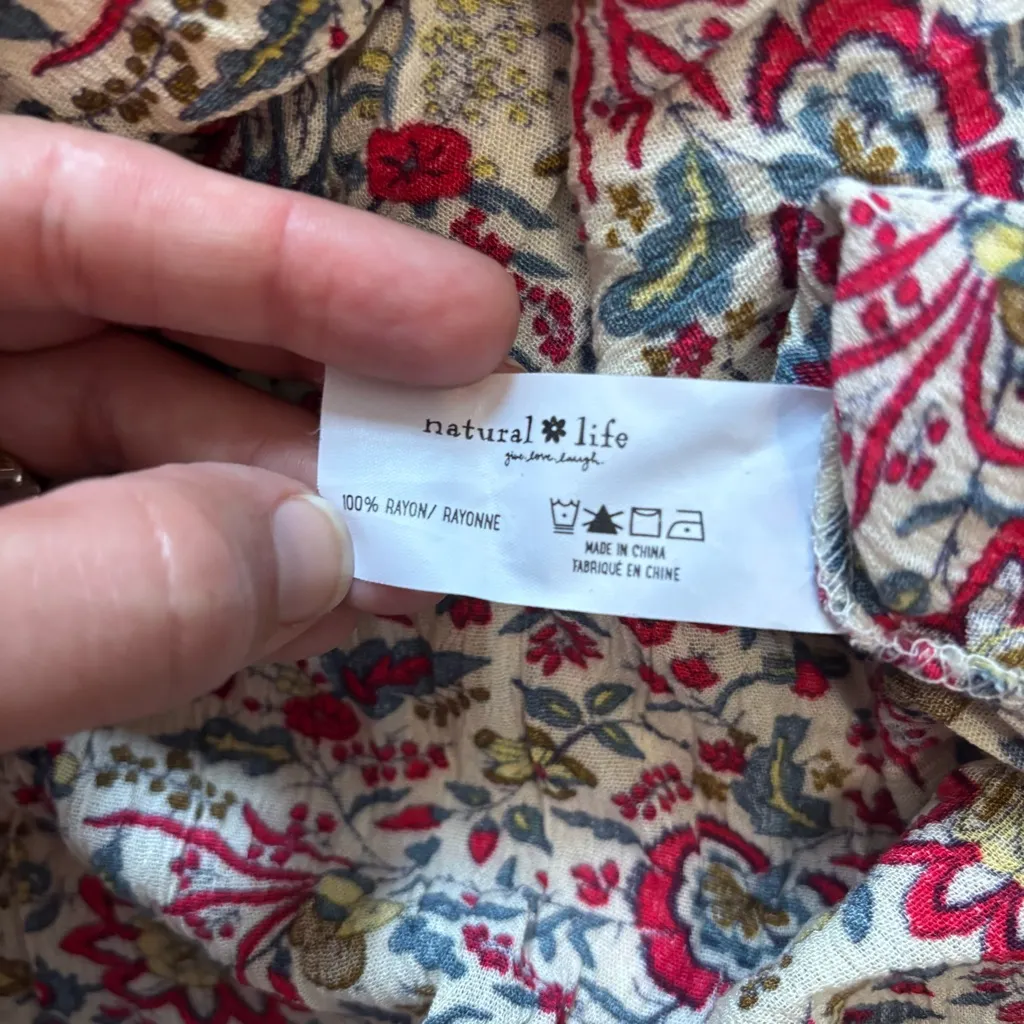 natural life
give.love.laugh.
100% RAYON/ RAYONNE
MADE IN CHINA
FABRIQUÉ EN CHINE